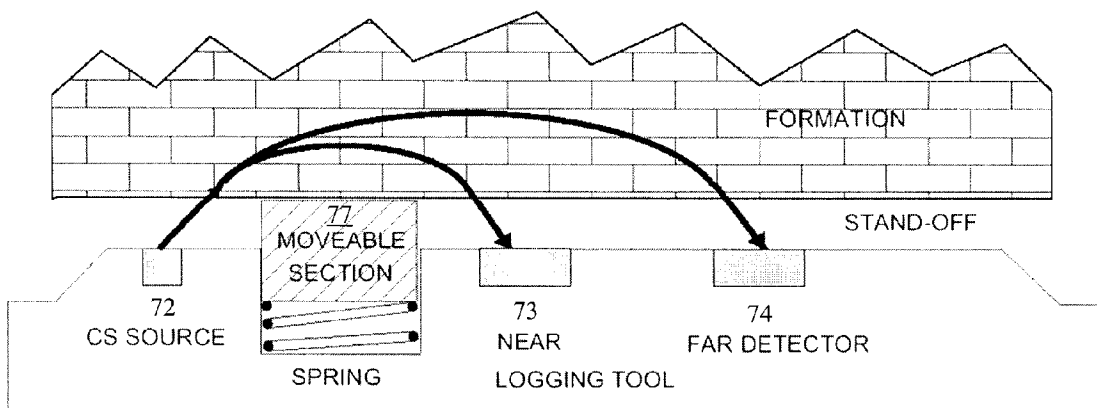 FORMATION
STAND-OFF
77
MOVEABLE
SECTION
72
CS SOURCE
SPRING
73
NEAR
LOGGING TOOL
74
FAR DETECTOR